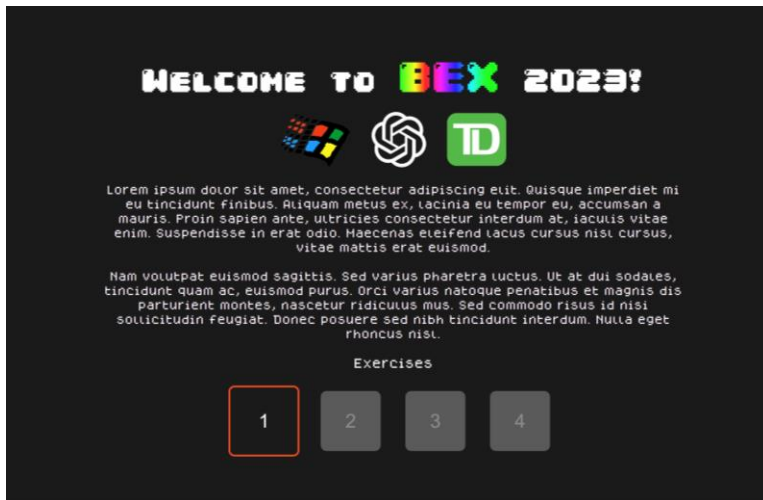 Welcome to BEX 2023!
TD
Lorem ipsum dolor sit amet, consectetur adipiscing elit. Quisque imperdiet mi
eu tincidunt finibus. Aliquam metus ex, lacinia eu tempor eu, accumsan a
mauris. Proin sapien ante, ultricies consectetur interdum at, iaculis vitae
enim. Suspendisse in erat odio. Maecenas eleifend lacus cursus nisl cursus,
vitae mattis erat euismod.
Nam volutpat euismod sagittis. Sed varius pharetra luctus. Ut at dui sodales,
tincidunt quam ac, euismod purus. Orci varius natoque penatibus et magnis dis
parturient montes, nascetur ridiculus mus. Sed commodo risus id nisi
sollicitudin feugiat. Donec posuere sed nibh tincidunt interdum. Nulla eget
rhoncus nisl.
Exercises
1 2 3 4